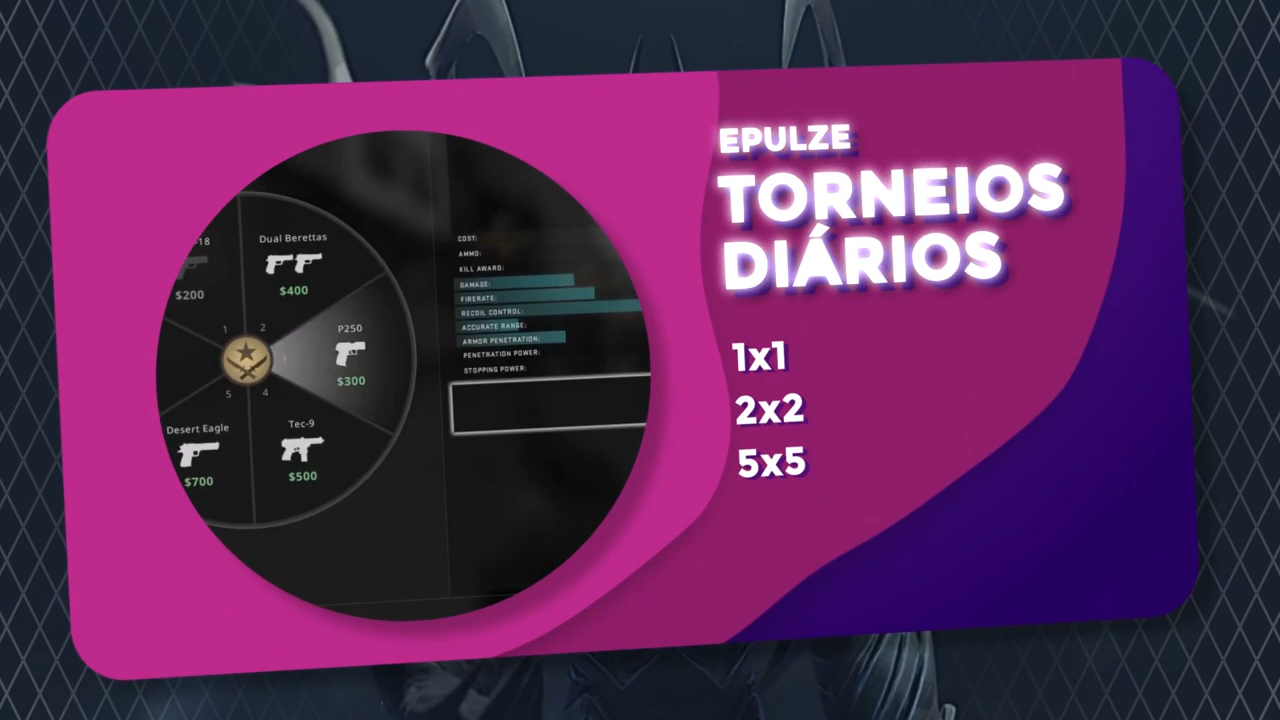 EPULZE
TORNEIOS
DIÁRIOS
1x1
2x2
5x5
-18
$200
Dual Berettas
$400
P250
$300
Tec-9
$500
Desert Eagle
$700
1
2
3
4
5
COST:
AMMO:
KILL AWARD:
DAMAGE:
FIRERATE:
RECOIL CONTROL:
ACCURATE RANGE:
ARMOR PENETRATION:
PENETRATION POWER:
STOPPING POWER: